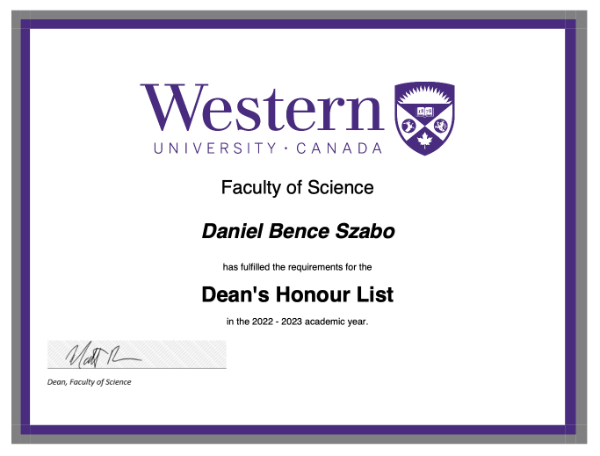 Western
UNIVERSITY · CANADA
Faculty of Science
Daniel Bence Szabo
has fulfilled the requirements for the
Dean's Honour List
in the 2022 - 2023 academic year.
Dean, Faculty of Science